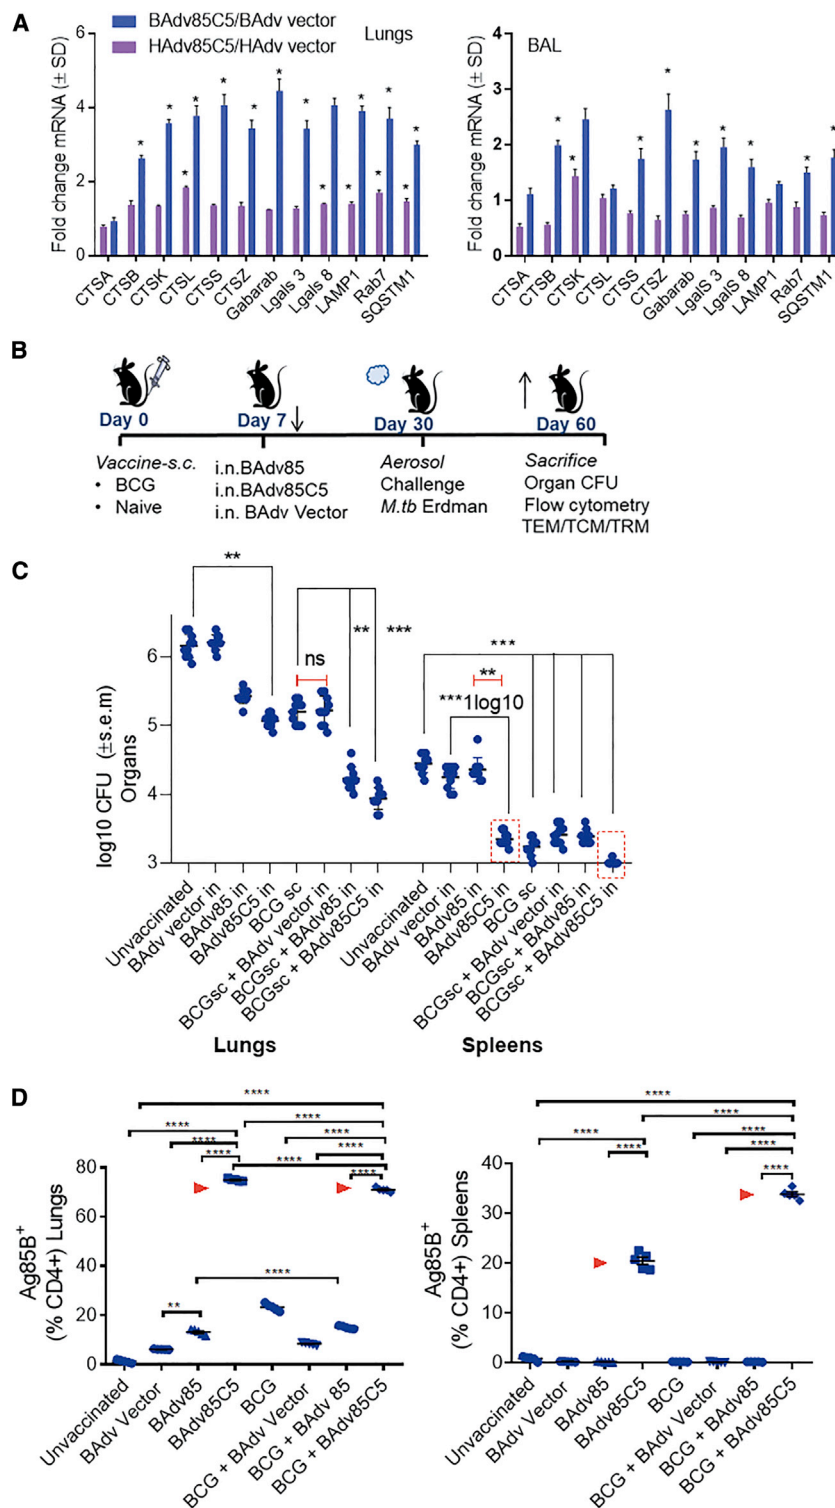 A
BAdv85C5/BAdv vector
HAdv85C5/HAdv vector
Lungs
Fold change mRNA (± SD)
6
4
2
0
* * * * * * * * * * * * * * *
CTSA
CTSB
CTSK
CTSL
CTSS
CTSZ
Gabarab
Lgals 3
Lgals 8
LAMP1
Rab7
SQSTM1
BAL
Fold change mRNA (± SD)
4
3
2
1
0
* * * * * * * * *
CTSA
CTSB
CTSK
CTSL
CTSS
CTSZ
Gabarab
LgalS 3
LgalS 8
LAMP1
Rab7
SQSTM1
B
Day 0
Day 7
Day 30
Day 60
Vaccine-s.c.
• BCG
• Naive
i.n.BAdv85
i.n.BAdv85C5
i.n. BAdv Vector
Aerosol
Challenge
M.tb Erdman
Sacrifice
Organ CFU
Flow cytometry
TEM/TCM/TRM
C
log10 CFU (±s.e.m)
Organs
6
5
4
3
**
ns
**
***
***
**
***1log10
Unvaccinated
BAdv vector in
BAdv85 in
BAdv85C5 in
BCG sc
BCGsc + BAdv vector in
BCGsc + BAdv85 in
BCGsc + BAdv85C5 in
Unvaccinated
BAdv vector in
BAdv85 in
BAdv85C5 in
BCG sc
BCGsc + BAdv vector in
BCGsc + BAdv85 in
BCGsc + BAdv85C5 in
Lungs
Spleens
D
Ag85B+
(% CD4+) Lungs
80
60
40
20
0
****
****
****
****
****
****
****
****
****
****
**
Unvaccinated
BAdv Vector
BAdv85
BAdv85C5
BCG
BCG + BAdv Vector
BCG + BAdv 85
BCG + BAdv85C5
Ag85B+
(% CD4+) Spleens
40
30
20
10
0
****
****
****
****
****
****
****
Unvaccinated
BAdv Vector
BAdv85
BAdv85C5
BCG
BCG + BAdv Vector
BCG + BAdv85
BCG + BAdv85C5